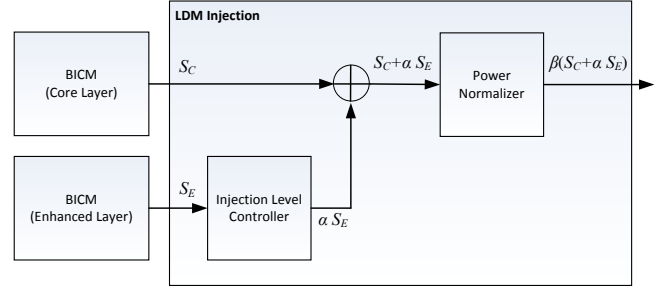 LDM Injection
BICM
(Core Layer)
S_C
S_C+α S_E
Power
Normalizer
β(S_C+α S_E)
BICM
(Enhanced Layer)
S_E
Injection Level
Controller
α S_E